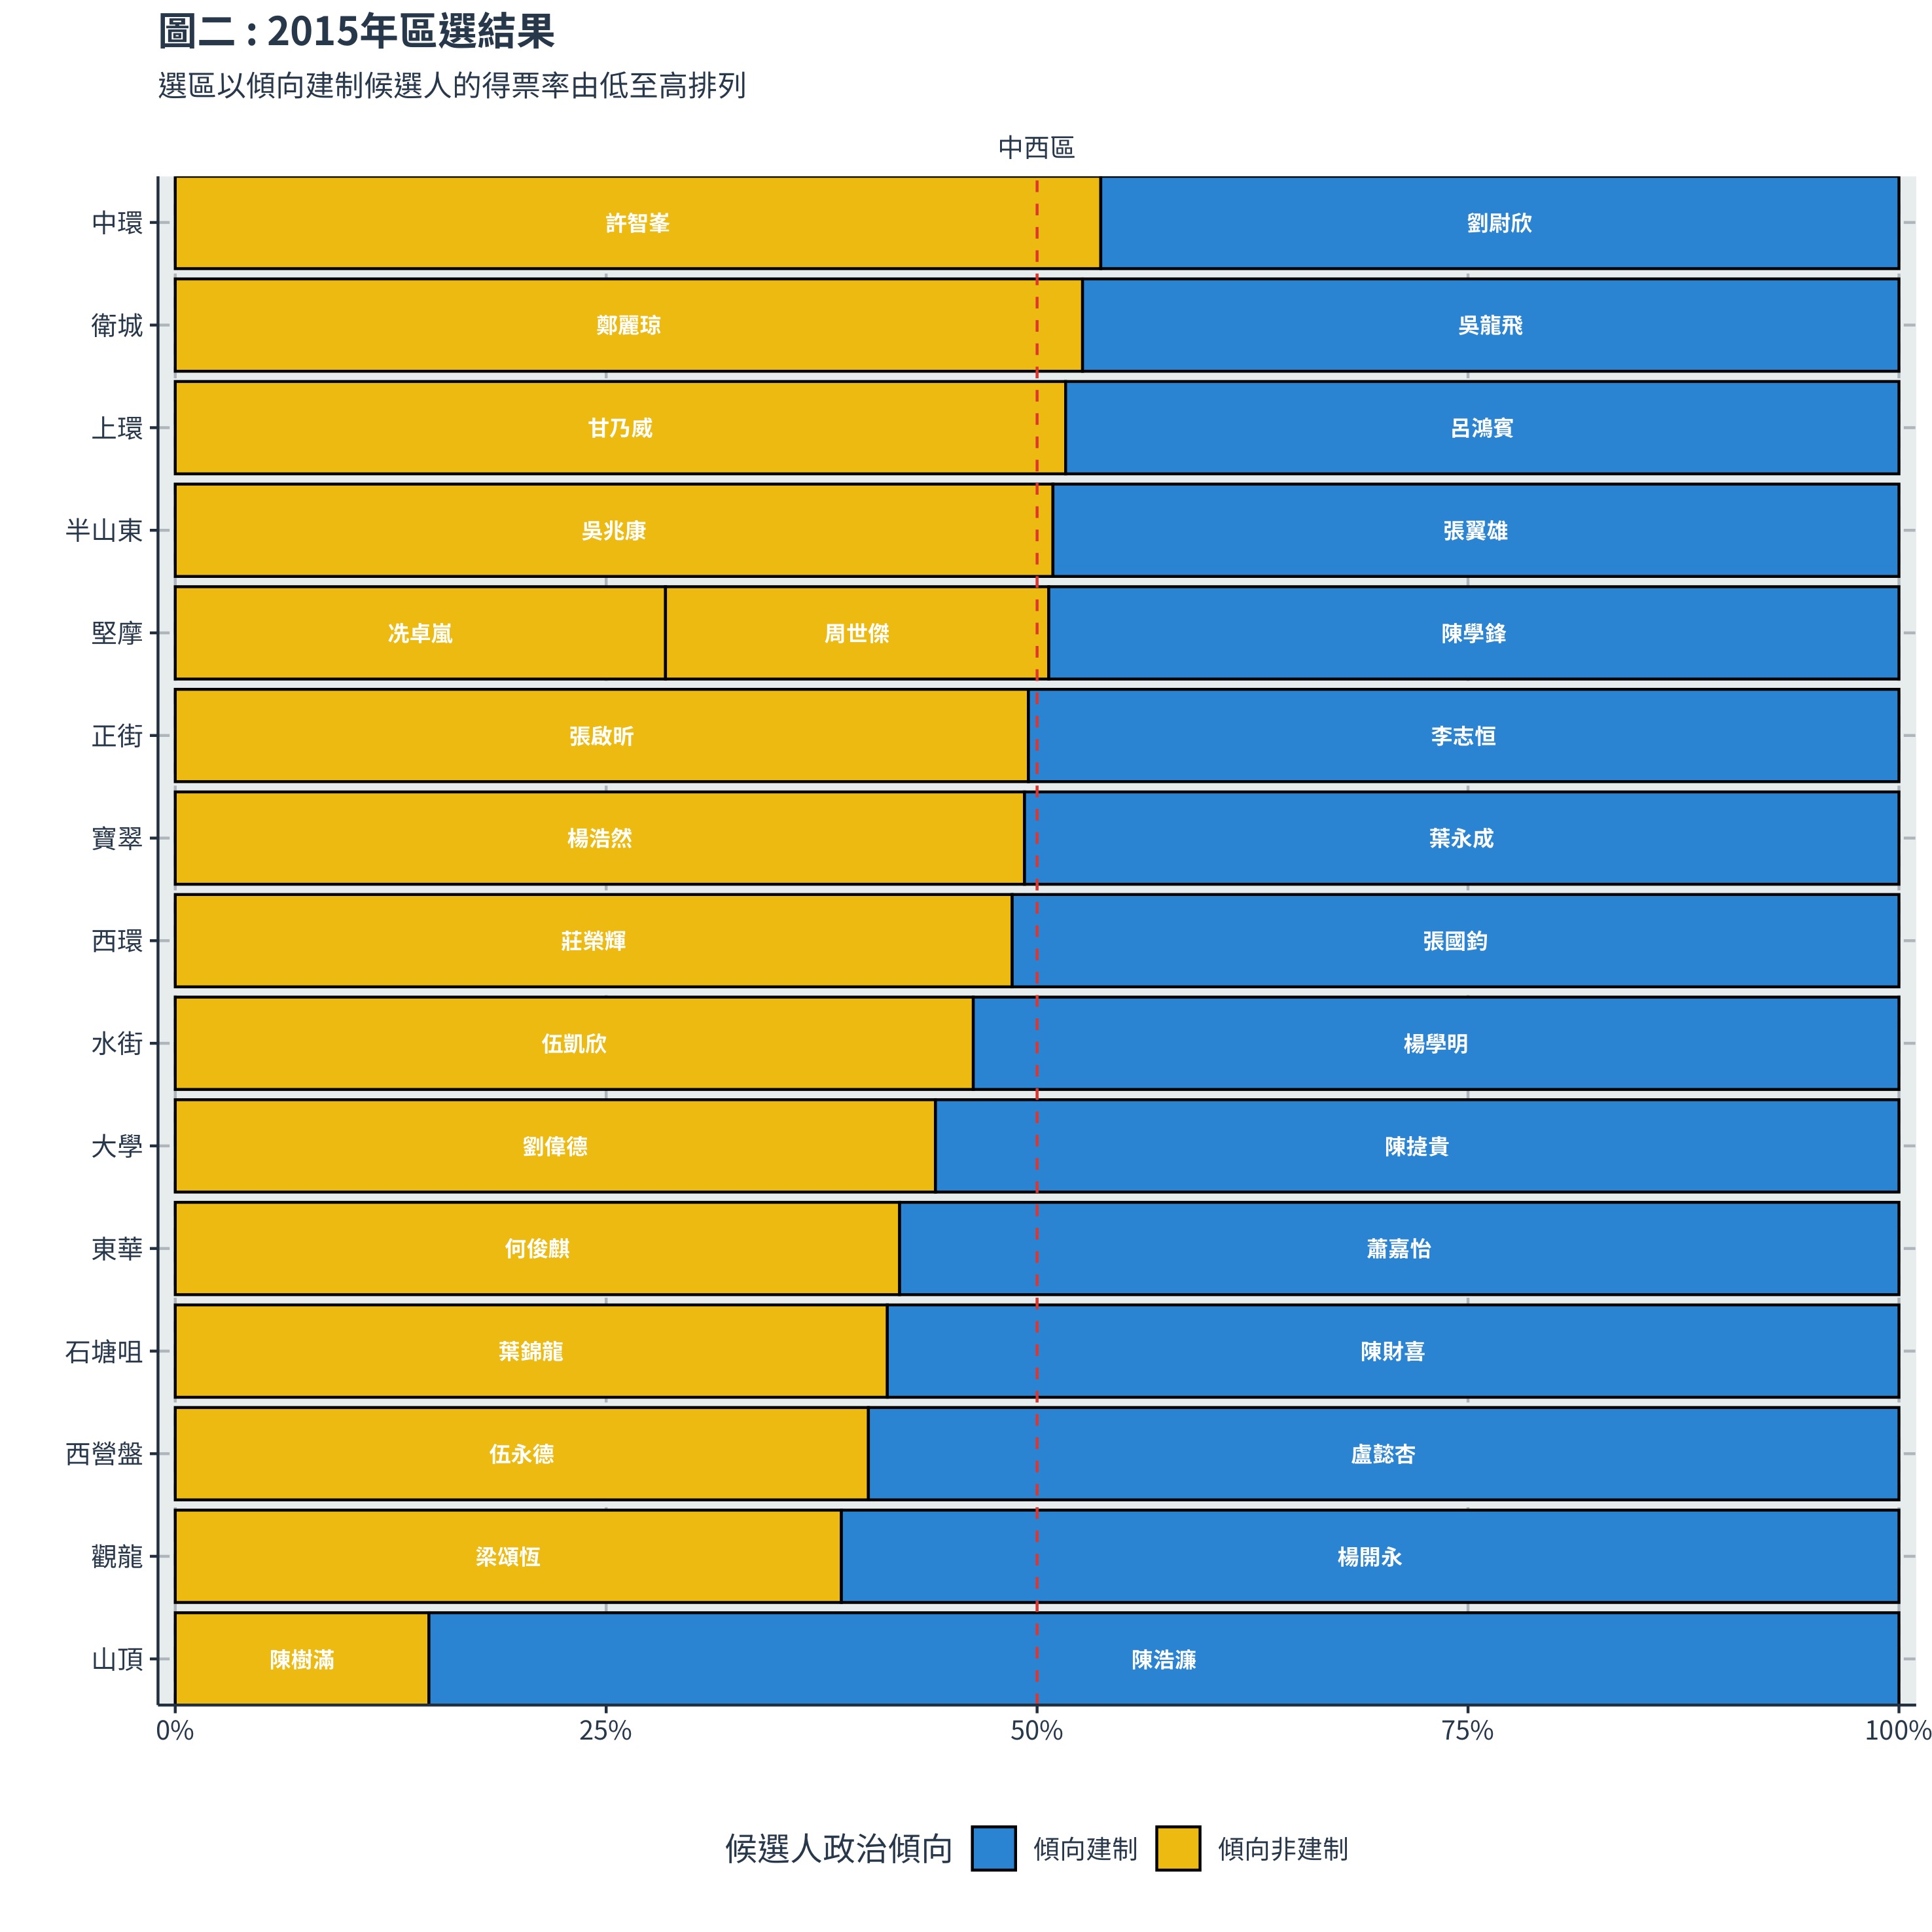 圖二 : 2015年區選結果
選區以傾向建制候選人的得票率由低至高排列
中西區
中環 許智峯 劉尉欣
衛城 鄭麗琼 吳龍飛
上環 甘乃威 呂鴻賓
半山東 吳兆康 張翼雄
堅摩 冼卓嵐 周世傑 陳學鋒
正街 張啟昕 李志恒
寶翠 楊浩然 葉永成
西環 莊榮輝 張國鈞
水街 伍凱欣 楊學明
大學 劉偉德 陳捷貴
東華 何俊麒 蕭嘉怡
石塘咀 葉錦龍 陳財喜
西營盤 伍永德 盧懿杏
觀龍 梁頌恆 楊開永
山頂 陳樹滿 陳浩濂
0% 25% 50% 75% 100%
候選人政治傾向 傾向建制 傾向非建制